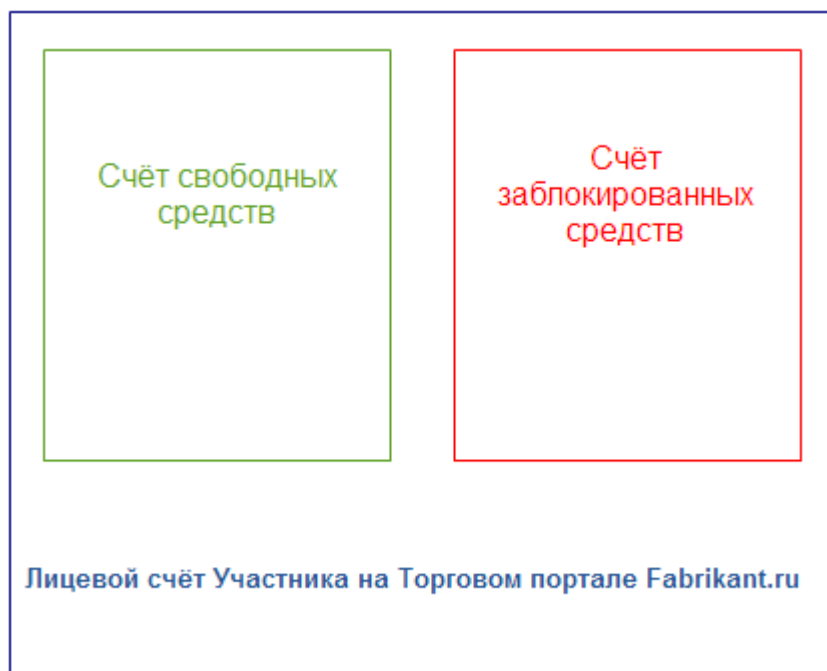 Счёт свободных
средств
Счёт
заблокированных
средств
Лицевой счёт Участника на Торговом портале Fabrikant.ru